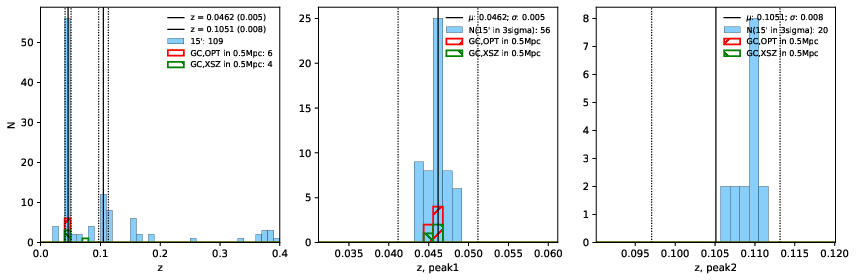 z = 0.0462 (0.005)
z = 0.1051 (0.008)
15': 109
GC,OPT in 0.5Mpc: 6
GC,XSZ in 0.5Mpc: 4
N
50
40
30
20
10
0
0.0 0.1 0.2 0.3 0.4
z
μ: 0.0462; σ: 0.005
N(15' in 3sigma): 56
GC,OPT in 0.5Mpc
GC,XSZ in 0.5Mpc
25
20
15
10
5
0
0.035 0.040 0.045 0.050 0.055 0.060
z, peak1
μ: 0.1051; σ: 0.008
N(15' in 3sigma): 20
GC,OPT in 0.5Mpc
GC,XSZ in 0.5Mpc
8
7
6
5
4
3
2
1
0
0.095 0.100 0.105 0.110 0.115 0.120
z, peak2